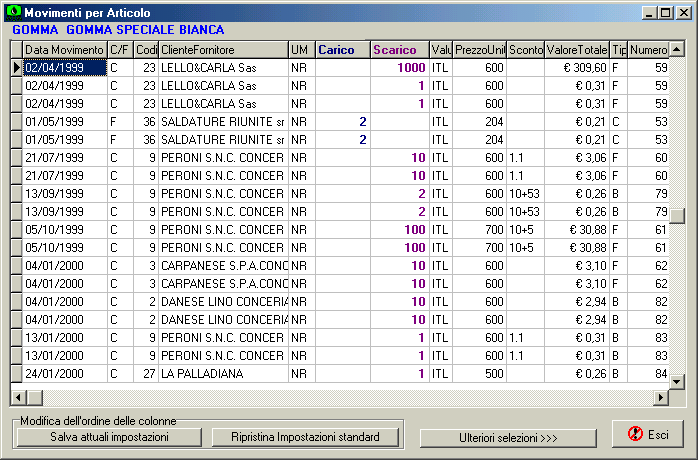 Movimenti per Articolo
GOMMA GOMMA SPECIALE BIANCA
Data Movimento C/F Codi ClienteFornitore UM Carico Scarico Valu PrezzoUnit Sconto ValoreTotale Tip Numero
02/04/1999 C 23 LELLO&CARLA Sas NR 1000 ITL 600 € 309,60 F 59
02/04/1999 C 23 LELLO&CARLA Sas NR 1 ITL 600 € 0,31 F 59
02/04/1999 C 23 LELLO&CARLA Sas NR 1 ITL 600 € 0,31 F 59
01/05/1999 F 36 SALDATURE RIUNITE sr NR 2 ITL 204 € 0,21 C 53
01/05/1999 F 36 SALDATURE RIUNITE sr NR 2 ITL 204 € 0,21 C 53
21/07/1999 C 9 PERONI S.N.C. CONCER NR 10 ITL 600 1.1 € 3,06 F 60
21/07/1999 C 9 PERONI S.N.C. CONCER NR 10 ITL 600 1.1 € 3,06 F 60
13/09/1999 C 9 PERONI S.N.C. CONCER NR 2 ITL 600 10+53 € 0,26 B 79
13/09/1999 C 9 PERONI S.N.C. CONCER NR 2 ITL 600 10+53 € 0,26 B 79
05/10/1999 C 9 PERONI S.N.C. CONCER NR 100 ITL 700 10+5 € 30,88 F 61
05/10/1999 C 9 PERONI S.N.C. CONCER NR 100 ITL 700 10+5 € 30,88 F 61
04/01/2000 C 3 CARPANESE S.P.A.CONC NR 10 ITL 600 € 3,10 F 62
04/01/2000 C 3 CARPANESE S.P.A.CONC NR 10 ITL 600 € 3,10 F 62
04/01/2000 C 2 DANESE LINO CONCERIA NR 10 ITL 600 € 2,94 B 82
04/01/2000 C 2 DANESE LINO CONCERIA NR 10 ITL 600 € 2,94 B 82
13/01/2000 C 9 PERONI S.N.C. CONCER NR 1 ITL 600 1.1 € 0,31 B 83
13/01/2000 C 9 PERONI S.N.C. CONCER NR 1 ITL 600 1.1 € 0,31 B 83
24/01/2000 C 27 LA PALLADIANA NR 1 ITL 500 € 0,26 B 84
Modifica dell'ordine delle colonne
Salva attuali impostazioni Ripristina Impostazioni standard Ulteriori selezioni >>> Esci